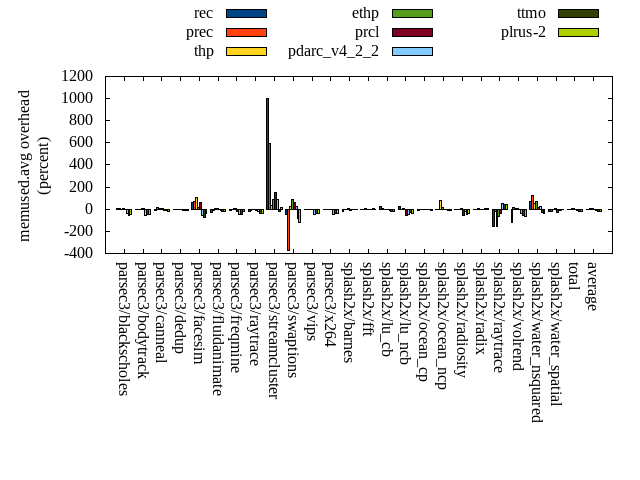 rec
prec
thp
ethp
prcl
pdarc_v4_2_2
ttmo
plrus-2
memused.avg overhead
(percent)
1200
1000
800
600
400
200
0
-200
-400
parsec3/blackscholes
parsec3/bodytrack
parsec3/canneal
parsec3/dedup
parsec3/facesim
parsec3/fluidanimate
parsec3/freqmine
parsec3/raytrace
parsec3/streamcluster
parsec3/swaptions
parsec3/vips
parsec3/x264
splash2x/barnes
splash2x/fft
splash2x/lu_cb
splash2x/lu_ncb
splash2x/ocean_cp
splash2x/ocean_ncp
splash2x/radiosity
splash2x/radix
splash2x/raytrace
splash2x/volrend
splash2x/water_nsquared
splash2x/water_spatial
total
average